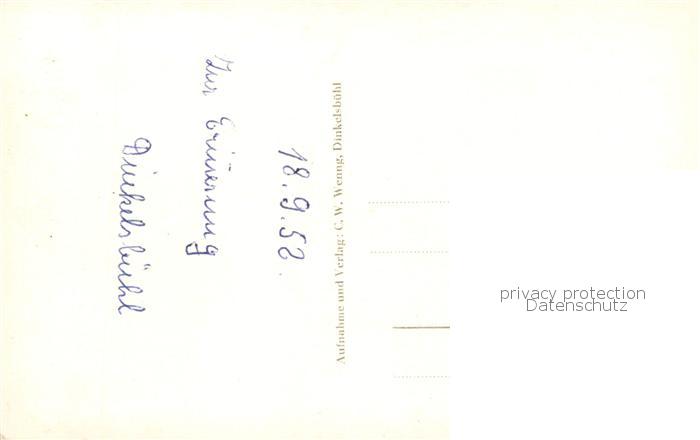 18.9.52.
Zur Erinnerung
Dinkelsbühl
Aufnahme und Verlag: C. W. Wenng, Dinkelsbühl
privacy protection
Datenschutz